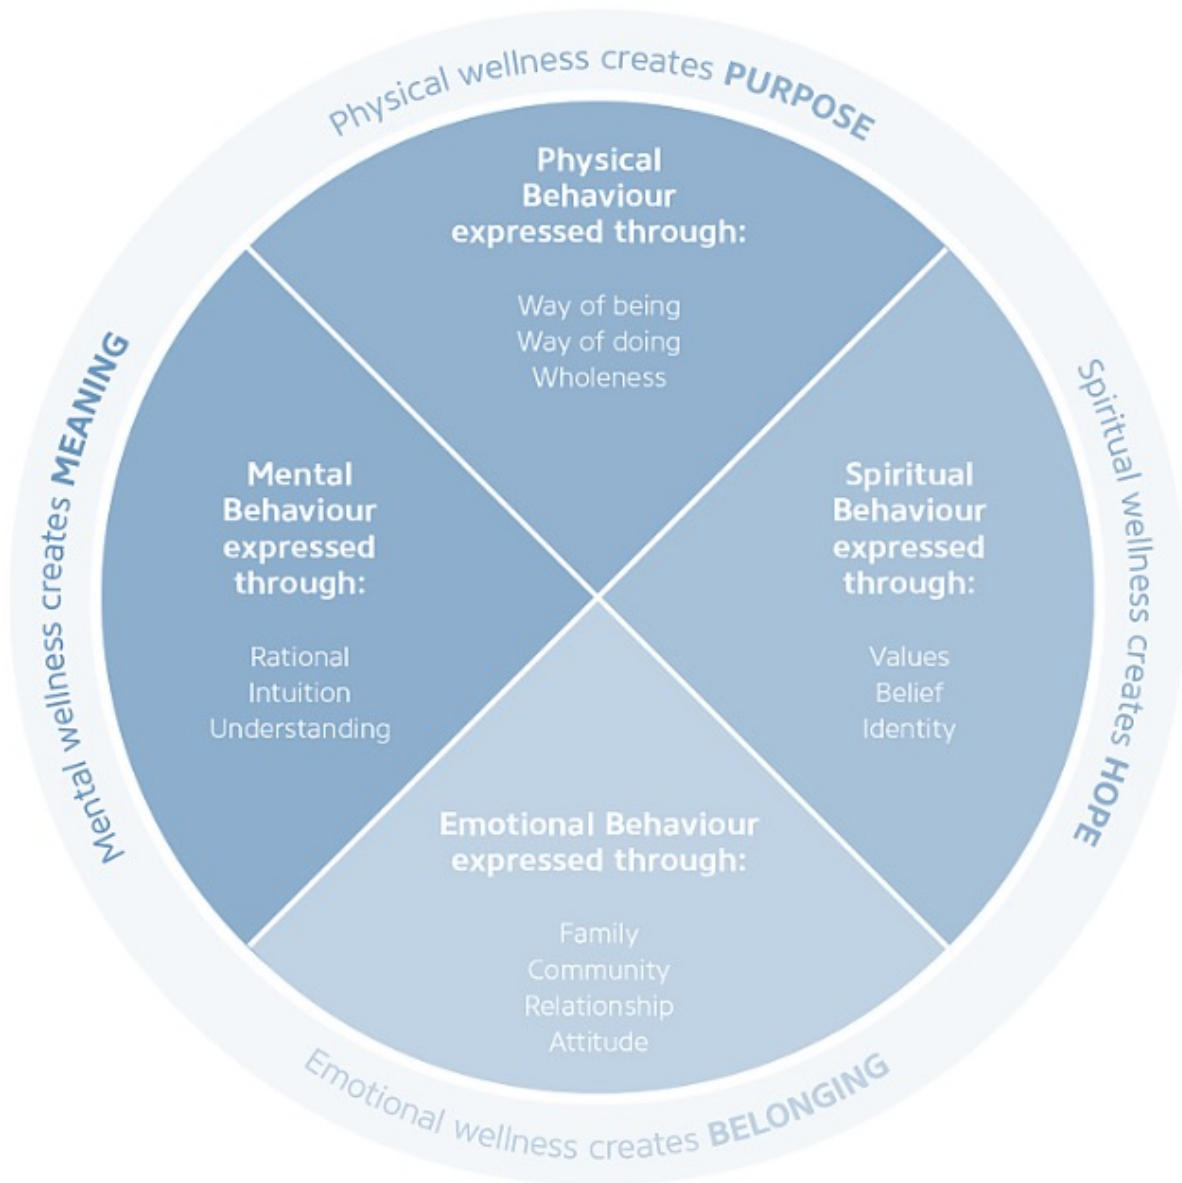 Physical wellness creates PURPOSE
Physical
Behaviour
expressed through:
Way of being
Way of doing
Wholeness
Mental wellness creates MEANING
Mental
Behaviour
expressed
through:
Rational
Intuition
Understanding
Spiritual
Behaviour
expressed
through:
Values
Belief
Identity
Spiritual wellness creates HOPE
Emotional Behaviour
expressed through:
Family
Community
Relationship
Attitude
Emotional wellness creates BELONGING